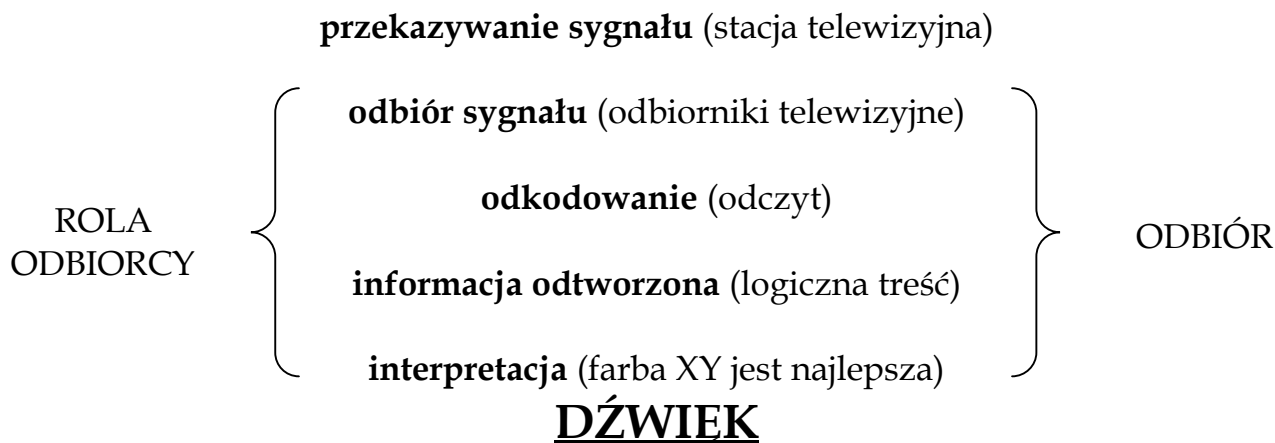 przekazywanie sygnału (stacja telewizyjna)
odbiór sygnału (odbiorniki telewizyjne)
odkodowanie (odczyt)
ROLA
ODBIORCY
ODBIÓR
informacja odtworzona (logiczna treść)
interpretacja (farba XY jest najlepsza)
DŹWIĘK